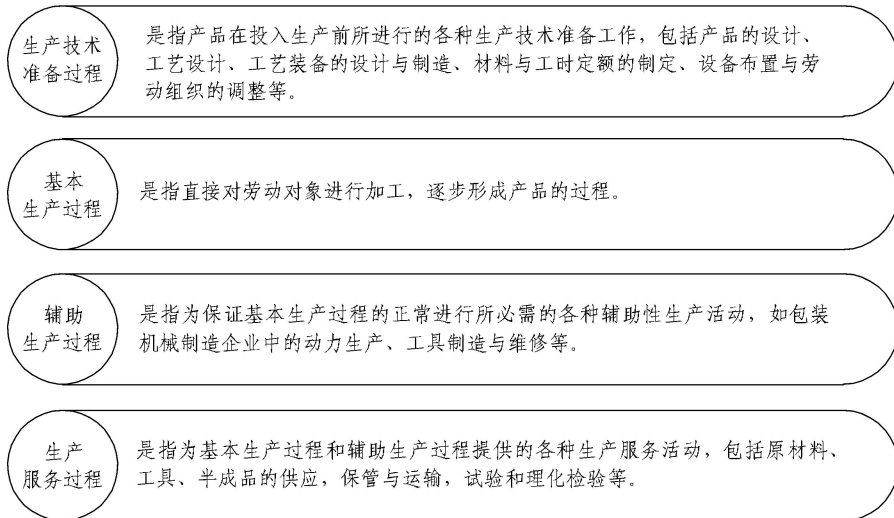 生产技术
准备过程
是指产品在投入生产前所进行的各种生产技术准备工作，包括产品的设计、
工艺设计、工艺装备的设计与制造、材料与工时定额的制定、设备布置与劳
动组织的调整等。
基本
生产过程
是指直接对劳动对象进行加工，逐步形成产品的过程。
辅助
生产过程
是指为保证基本生产过程的正常进行所必需的各种辅助性生产活动，如包装
机械制造企业中的动力生产、工具制造与维修等。
生产
服务过程
是指为基本生产过程和辅助生产过程提供的各种生产服务活动，包括原材料、
工具、半成品的供应，保管与运输，试验和理化检验等。